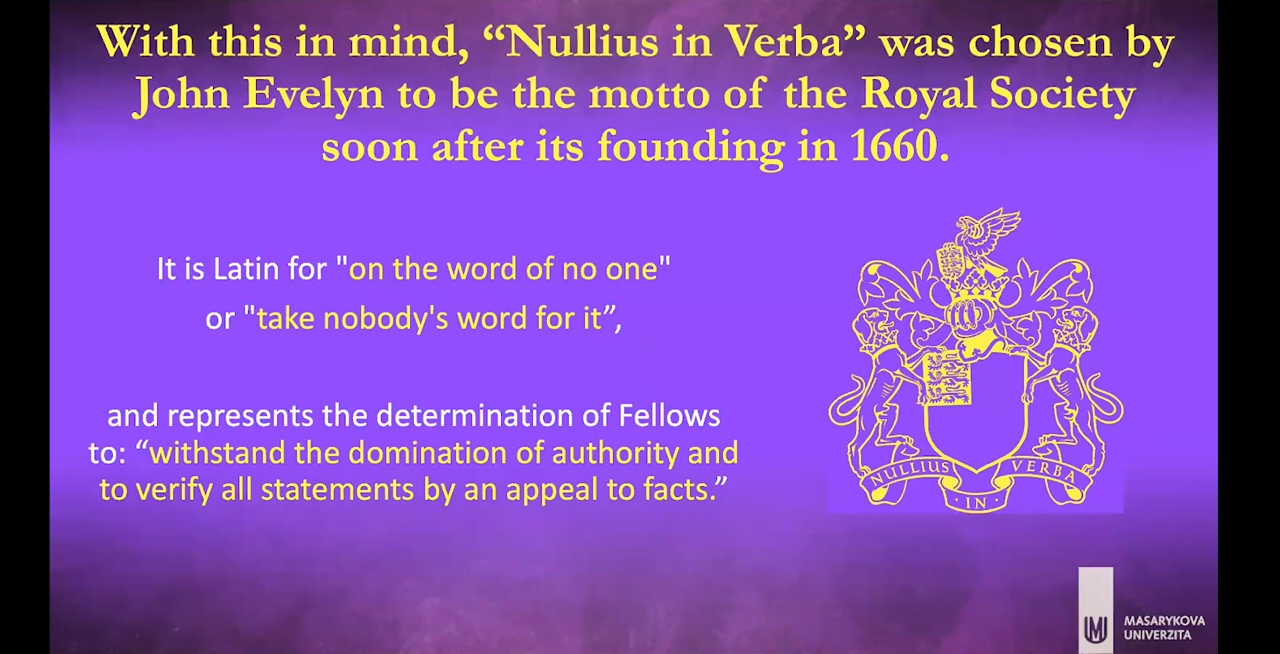 With this in mind, “Nullius in Verba” was chosen by
John Evelyn to be the motto of the Royal Society
soon after its founding in 1660.
It is Latin for "on the word of no one"
or "take nobody's word for it”,
and represents the determination of Fellows
to: “withstand the domination of authority and
to verify all statements by an appeal to facts.”
NULLIUS
· IN ·
VERBA
MASARYKOVA
UNIVERZITA